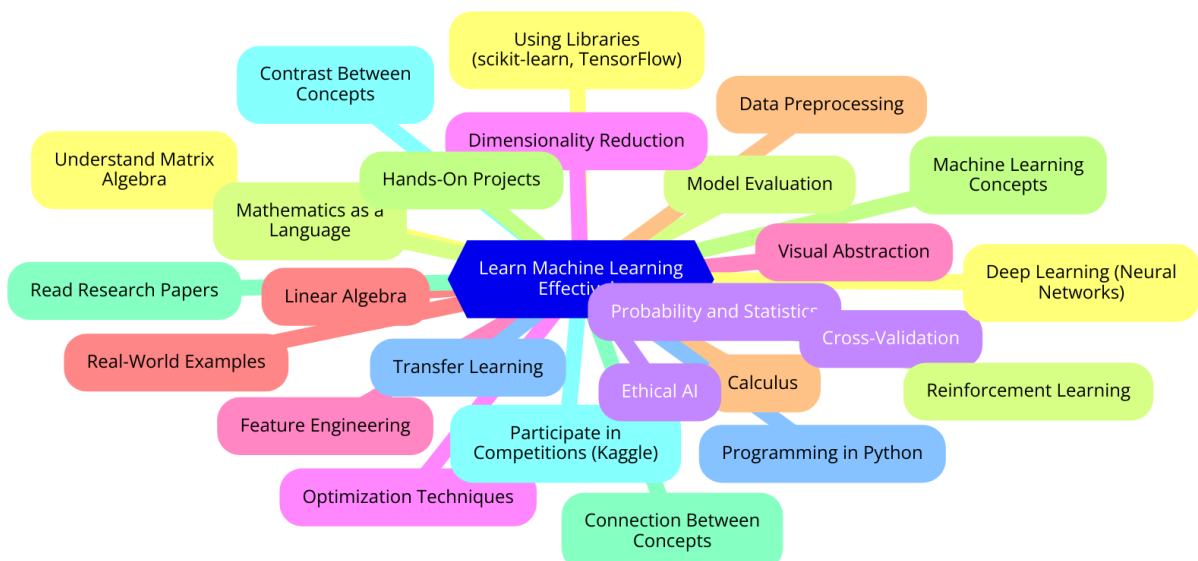 Using Libraries
(scikit-learn, TensorFlow)
Contrast Between
Concepts
Data Preprocessing
Dimensionality Reduction
Understand Matrix
Algebra
Hands-On Projects
Model Evaluation
Machine Learning
Concepts
Mathematics as a
Language
Visual Abstraction
Learn Machine Learning
Effectively
Deep Learning (Neural
Networks)
Read Research Papers
Linear Algebra
Probability and Statistics
Cross-Validation
Real-World Examples
Transfer Learning
Ethical AI
Calculus
Reinforcement Learning
Feature Engineering
Participate in
Competitions (Kaggle)
Programming in Python
Optimization Techniques
Connection Between
Concepts